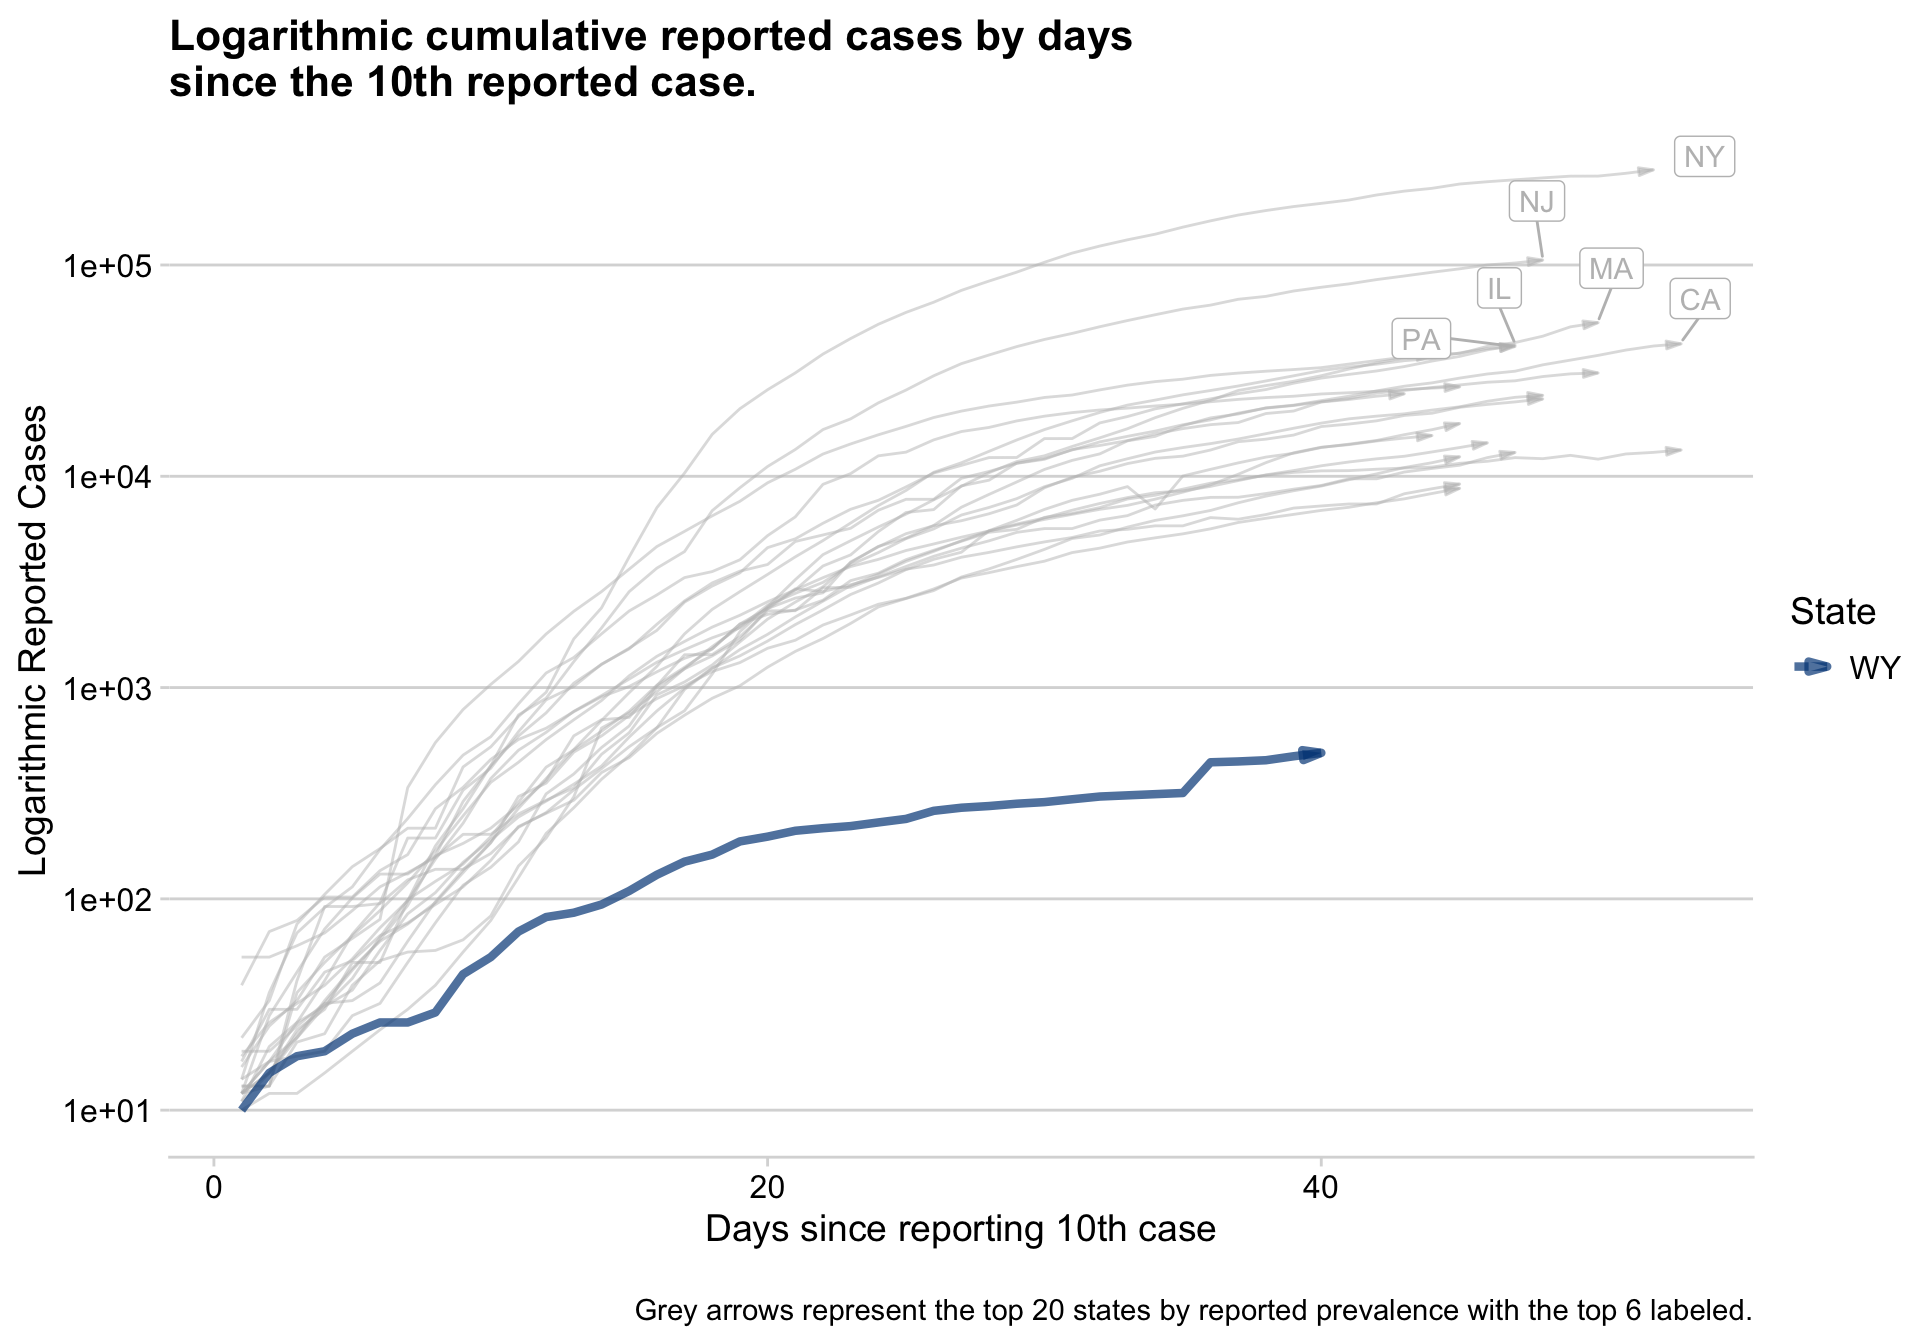 Logarithmic cumulative reported cases by days
since the 10th reported case.
NY
NJ
MA
IL
CA
PA
1e+05
1e+04
1e+03
1e+02
1e+01
Logarithmic Reported Cases
State
WY
0
20
40
Days since reporting 10th case
Grey arrows represent the top 20 states by reported prevalence with the top 6 labeled.